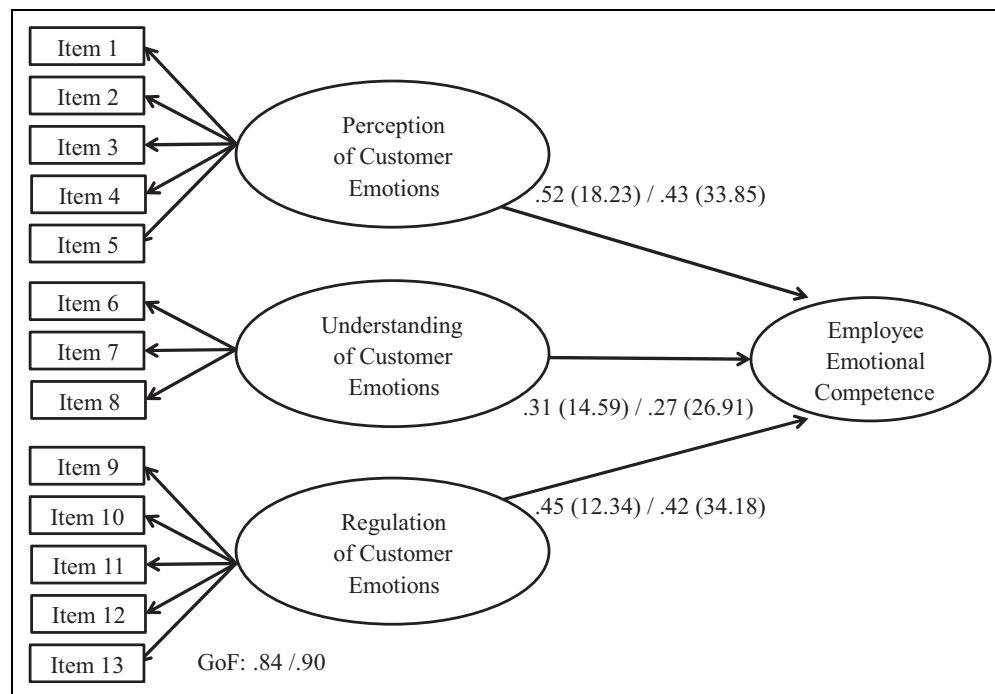 Item 1
Item 2
Item 3
Item 4
Item 5
Perception
of Customer
Emotions
.52 (18.23) / .43 (33.85)
Item 6
Item 7
Item 8
Understanding
of Customer
Emotions
.31 (14.59) / .27 (26.91)
Employee
Emotional
Competence
Item 9
Item 10
Item 11
Item 12
Item 13
Regulation
of Customer
Emotions
.45 (12.34) / .42 (34.18)
GoF: .84 /.90